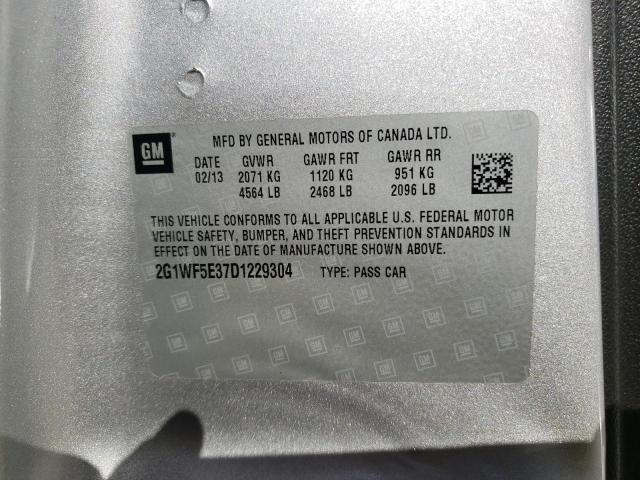 GM
MFD BY GENERAL MOTORS OF CANADA LTD.
DATE GVWR GAWR FRT GAWR RR
02/13 2071 KG 1120 KG 951 KG
4564 LB 2468 LB 2096 LB
THIS VEHICLE CONFORMS TO ALL APPLICABLE U.S. FEDERAL MOTOR
VEHICLE SAFETY, BUMPER, AND THEFT PREVENTION STANDARDS IN
EFFECT ON THE DATE OF MANUFACTURE SHOWN ABOVE.
2G1WF5E37D1229304 TYPE: PASS CAR